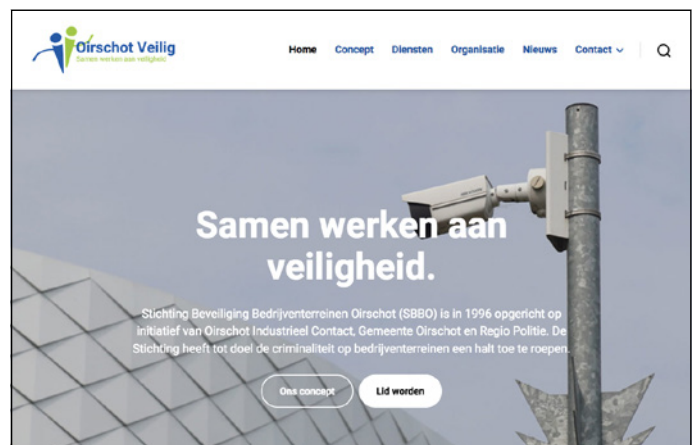 Oirschot Veilig
Samen werken aan veiligheid
Home Concept Diensten Organisatie Nieuws Contact
Samen werken aan
veiligheid.
Stichting Beveiliging Bedrijventerreinen Oirschot (SBBO) is in 1996 opgericht op
initiatief van Oirschot Industrieel Contact, Gemeente Oirschot en Regio Politie. De
Stichting heeft tot doel de criminaliteit op bedrijventerreinen een halt toe te roepen.
Ons concept Lid worden